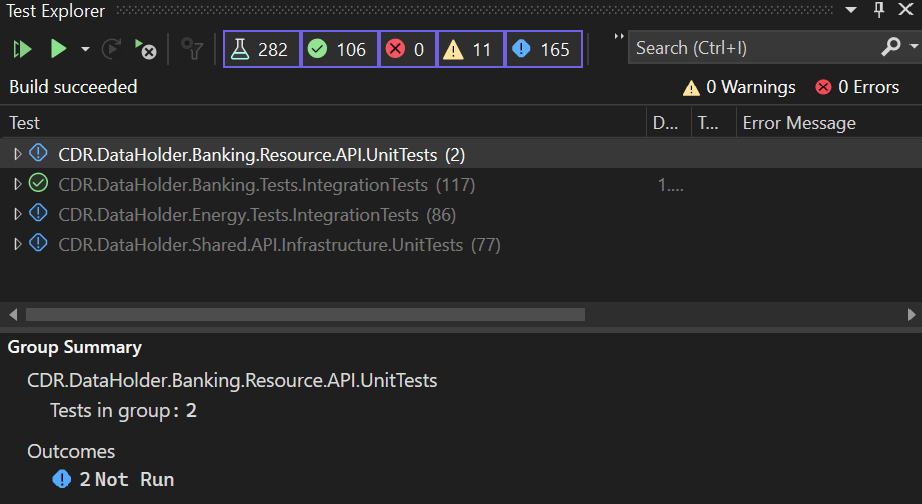 Test Explorer
282 106 0 11 165 Search (Ctrl+I)
Build succeeded 0 Warnings 0 Errors
Test D... T... Error Message
CDR.DataHolder.Banking.Resource.API.UnitTests (2)
CDR.DataHolder.Banking.Tests.IntegrationTests (117) 1....
CDR.DataHolder.Energy.Tests.IntegrationTests (86)
CDR.DataHolder.Shared.API.Infrastructure.UnitTests (77)
Group Summary
CDR.DataHolder.Banking.Resource.API.UnitTests
Tests in group: 2
Outcomes
2 Not Run